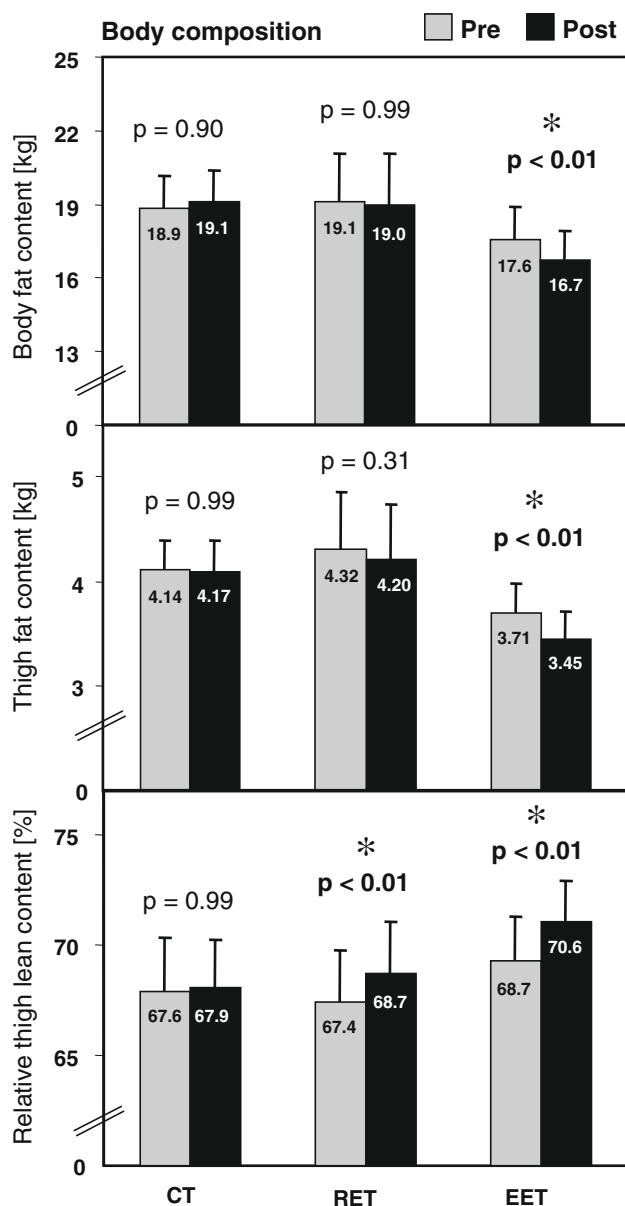 Body composition Pre Post
Body fat content [kg]
25
22
19
16
13
0
p = 0.90
p = 0.99
*
p < 0.01
18.9 19.1 19.1 19.0 17.6 16.7
Thigh fat content [kg]
5
4
3
0
p = 0.99
p = 0.31
*
p < 0.01
4.14 4.17 4.32 4.20 3.71 3.45
Relative thigh lean content [%]
75
70
65
0
p = 0.99
*
p < 0.01
*
p < 0.01
67.6 67.9 67.4 68.7 68.7 70.6
CT RET EET